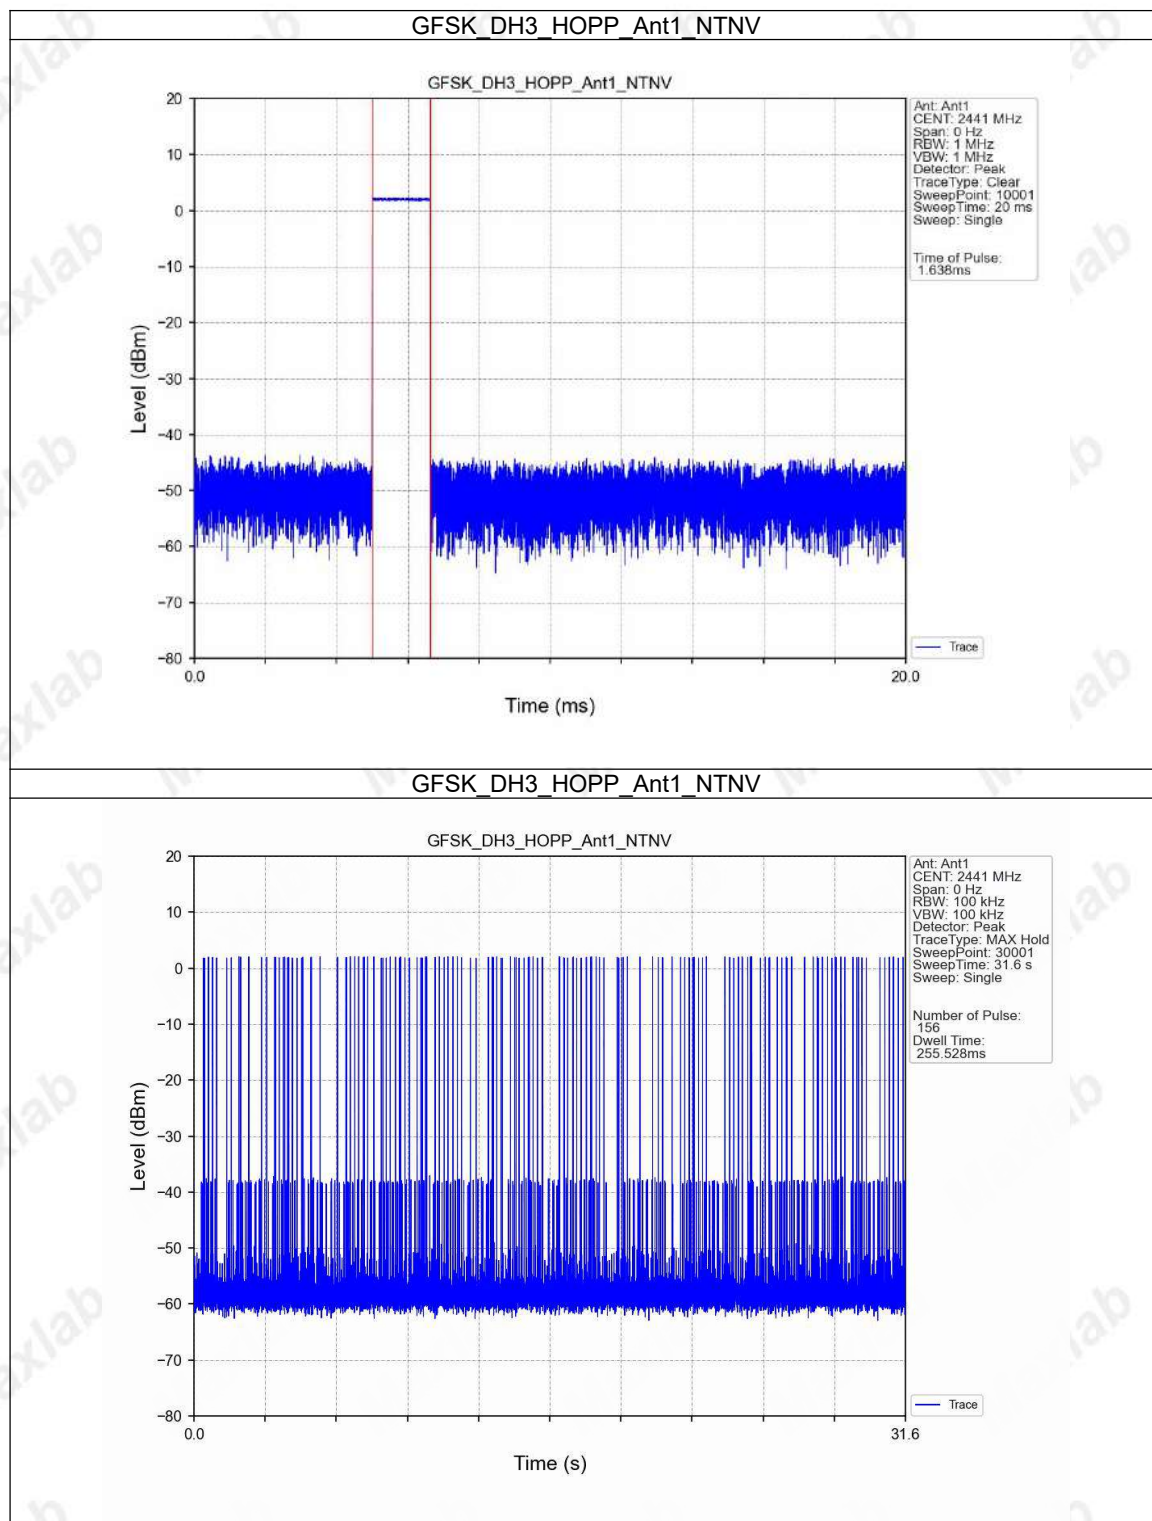 GFSK_DH3_HOPP_Ant1_NTNV
GFSK_DH3_HOPP_Ant1_NTNV
20
10
0
−10
−20
−30
−40
−50
−60
−70
−80
Level (dBm)
0.0
20.0
Time (ms)
Ant: Ant1
CENT: 2441 MHz
Span: 0 Hz
RBW: 1 MHz
VBW: 1 MHz
Detector: Peak
TraceType: Clear
SweepPoint: 10001
SweepTime: 20 ms
Sweep: Single
Time of Pulse:
1.638ms
Trace
GFSK_DH3_HOPP_Ant1_NTNV
GFSK_DH3_HOPP_Ant1_NTNV
20
10
0
−10
−20
−30
−40
−50
−60
−70
−80
Level (dBm)
0.0
31.6
Time (s)
Ant: Ant1
CENT: 2441 MHz
Span: 0 Hz
RBW: 100 kHz
VBW: 100 kHz
Detector: Peak
TraceType: MAX Hold
SweepPoint: 30001
SweepTime: 31.6 s
Sweep: Single
Number of Pulse:
156
Dwell Time:
255.528ms
Trace